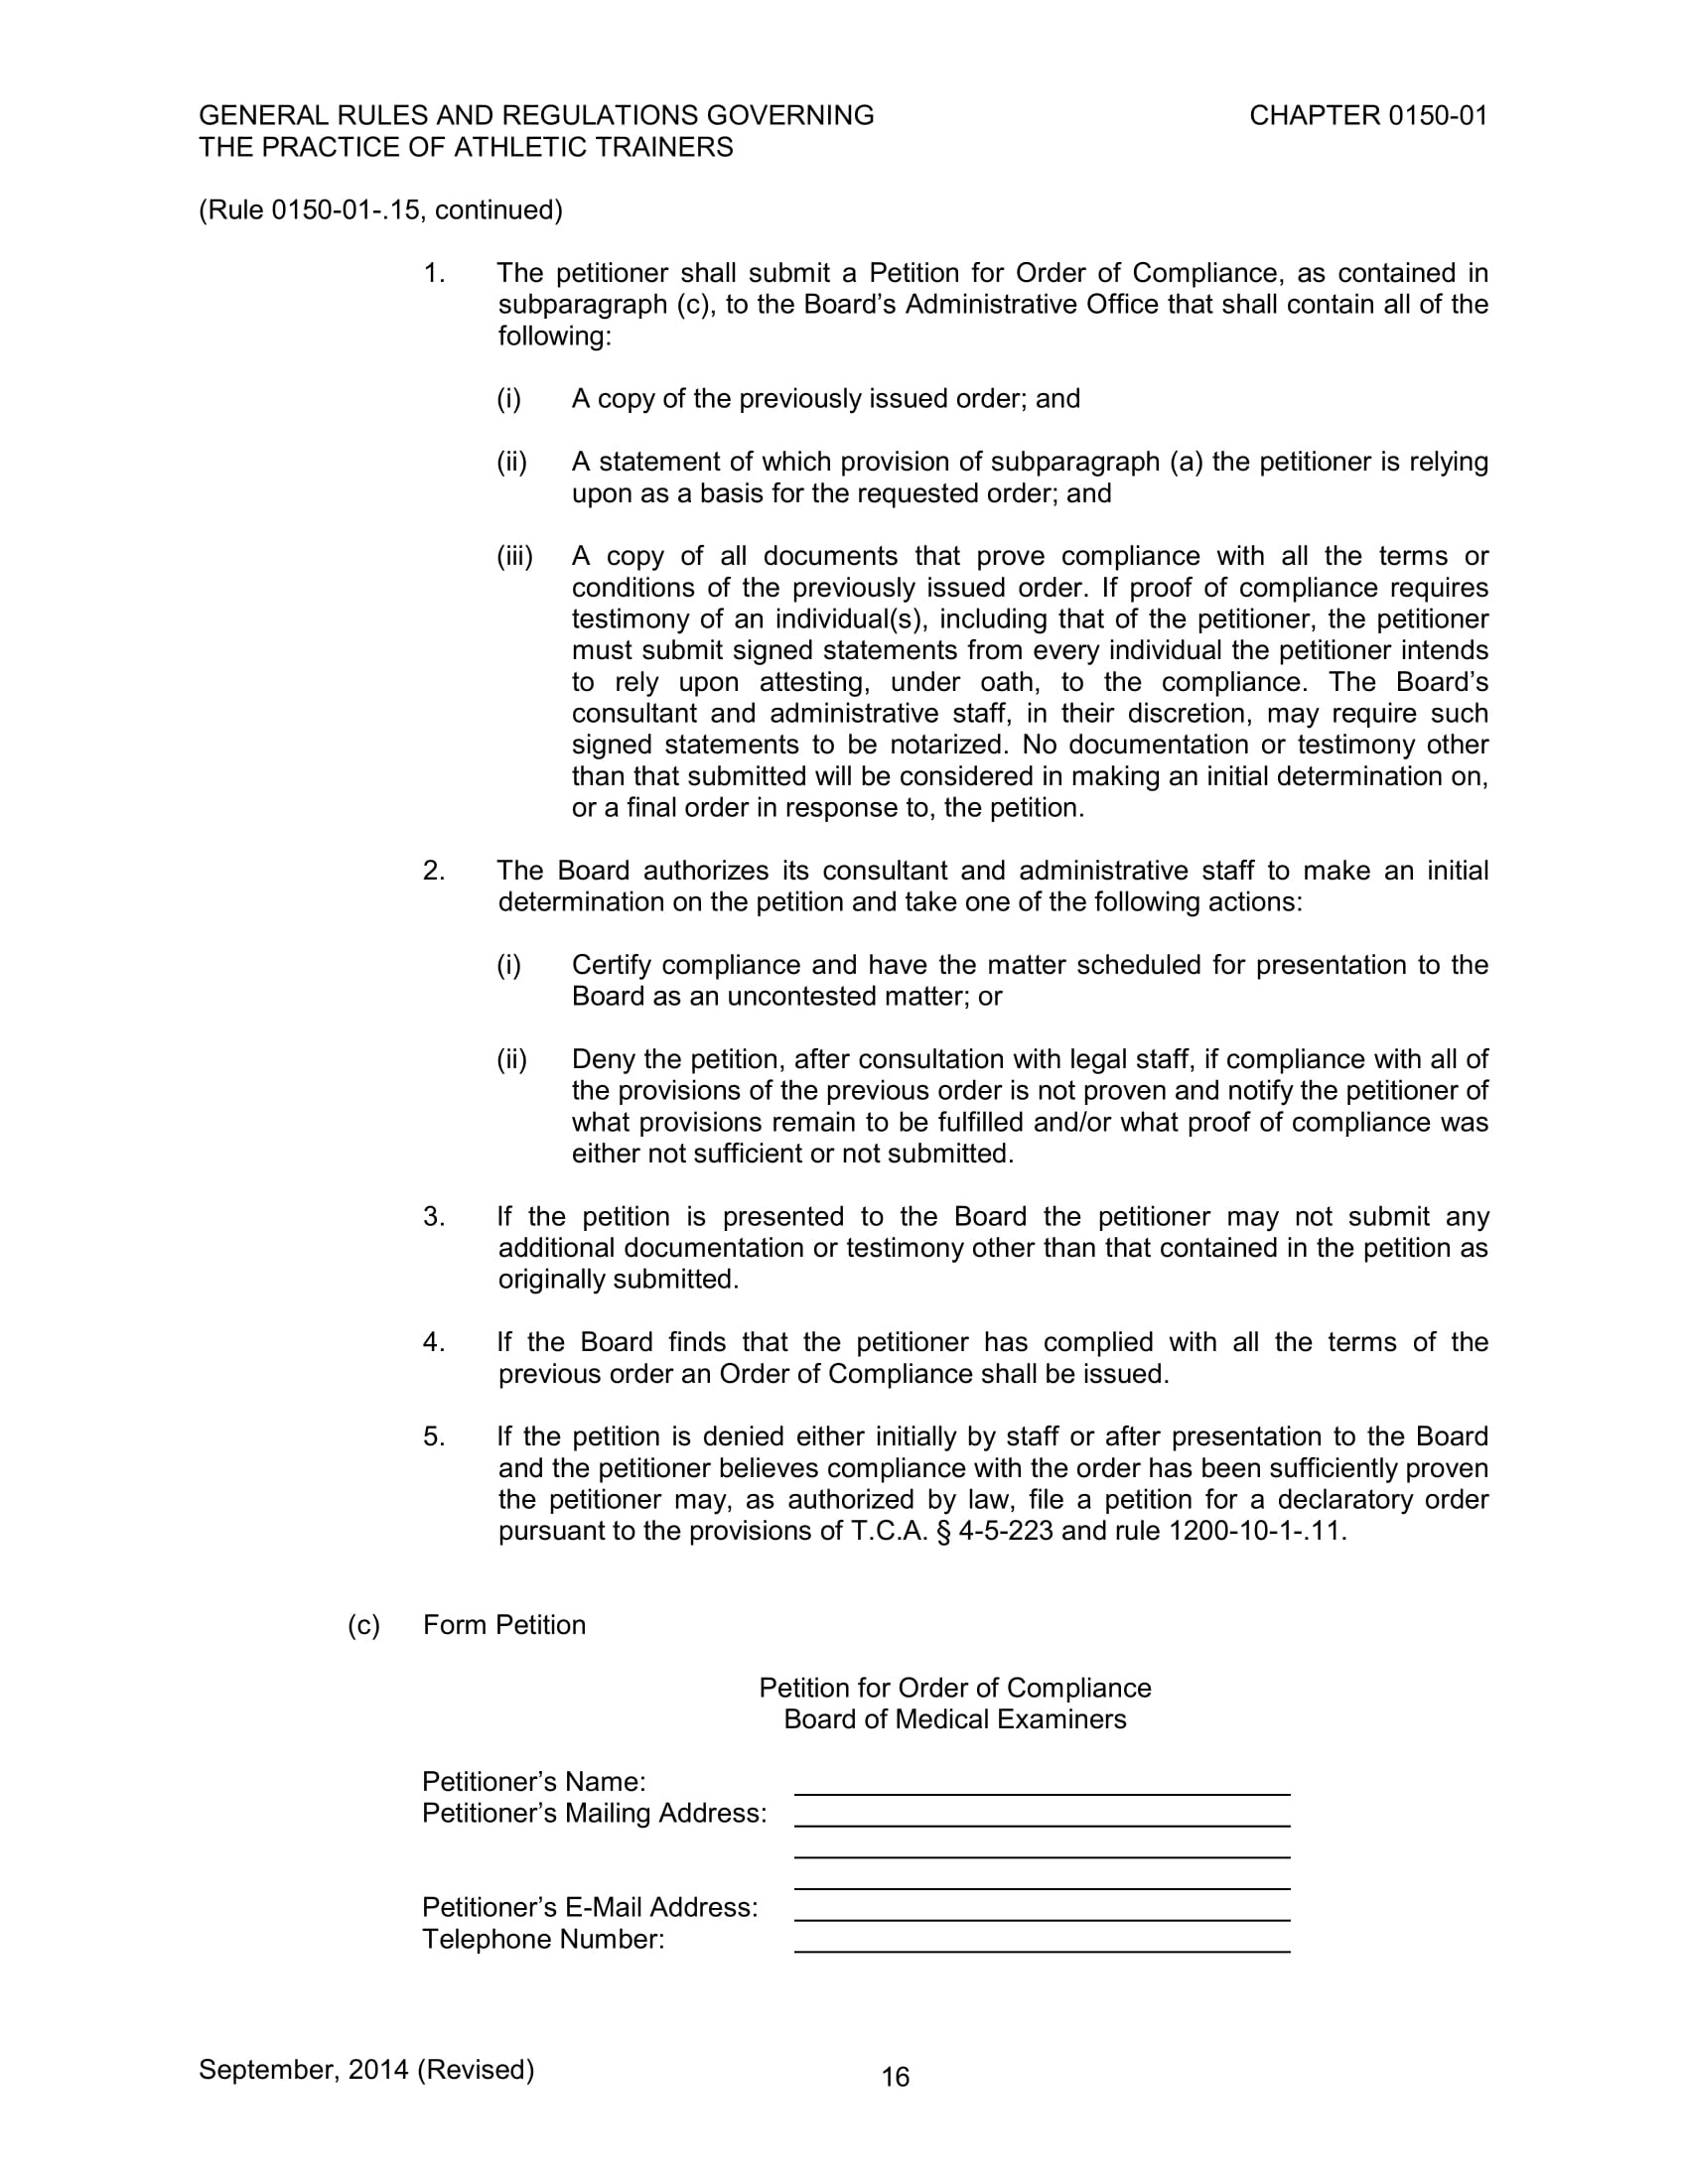 GENERAL RULES AND REGULATIONS GOVERNING CHAPTER 0150-01
THE PRACTICE OF ATHLETIC TRAINERS
(Rule 0150-01-.15, continued)
1. The petitioner shall submit a Petition for Order of Compliance, as contained in
subparagraph (c), to the Board’s Administrative Office that shall contain all of the
following:
(i) A copy of the previously issued order; and
(ii) A statement of which provision of subparagraph (a) the petitioner is relying
upon as a basis for the requested order; and
(iii) A copy of all documents that prove compliance with all the terms or
conditions of the previously issued order. If proof of compliance requires
testimony of an individual(s), including that of the petitioner, the petitioner
must submit signed statements from every individual the petitioner intends
to rely upon attesting, under oath, to the compliance. The Board’s
consultant and administrative staff, in their discretion, may require such
signed statements to be notarized. No documentation or testimony other
than that submitted will be considered in making an initial determination on,
or a final order in response to, the petition.
2. The Board authorizes its consultant and administrative staff to make an initial
determination on the petition and take one of the following actions:
(i) Certify compliance and have the matter scheduled for presentation to the
Board as an uncontested matter; or
(ii) Deny the petition, after consultation with legal staff, if compliance with all of
the provisions of the previous order is not proven and notify the petitioner of
what provisions remain to be fulfilled and/or what proof of compliance was
either not sufficient or not submitted.
3. If the petition is presented to the Board the petitioner may not submit any
additional documentation or testimony other than that contained in the petition as
originally submitted.
4. If the Board finds that the petitioner has complied with all the terms of the
previous order an Order of Compliance shall be issued.
5. If the petition is denied either initially by staff or after presentation to the Board
and the petitioner believes compliance with the order has been sufficiently proven
the petitioner may, as authorized by law, file a petition for a declaratory order
pursuant to the provisions of T.C.A. § 4-5-223 and rule 1200-10-1-.11.
(c) Form Petition
Petition for Order of Compliance
Board of Medical Examiners
Petitioner’s Name:
Petitioner’s Mailing Address:
Petitioner’s E-Mail Address:
Telephone Number:
September, 2014 (Revised) 16